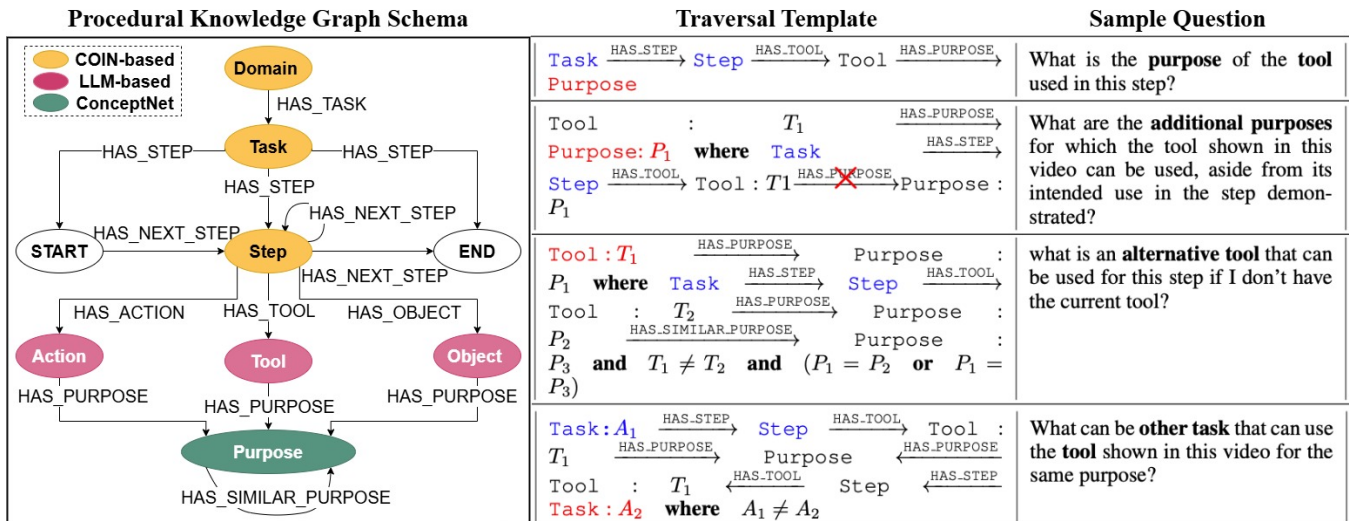 Procedural Knowledge Graph Schema
COIN-based
LLM-based
ConceptNet
Domain
HAS_TASK
Task
HAS_STEP
HAS_STEP
HAS_STEP
HAS_NEXT_STEP
HAS_NEXT_STEP
START
Step
END
HAS_NEXT_STEP
HAS_ACTION
HAS_TOOL
HAS_OBJECT
Action
Tool
Object
HAS_PURPOSE
HAS_PURPOSE
HAS_PURPOSE
Purpose
HAS_SIMILAR_PURPOSE
Traversal Template
Sample Question
Task HAS_STEP Step HAS_TOOL Tool HAS_PURPOSE
Purpose
What is the purpose of the tool
used in this step?
Tool : T1 HAS_PURPOSE
Purpose: P1 where Task HAS_STEP
Step HAS_TOOL Tool : T1 HAS_PURPOSE Purpose :
P1
What are the additional purposes
for which the tool shown in this
video can be used, aside from its
intended use in the step demon-
strated?
Tool : T1 HAS_PURPOSE Purpose :
P1 where Task HAS_STEP Step HAS_TOOL
Tool : T2 HAS_PURPOSE Purpose :
P2 HAS_SIMILAR_PURPOSE Purpose :
P3 and T1 ≠ T2 and (P1 = P2 or P1 =
P3)
what is an alternative tool that can
be used for this step if I don't have
the current tool?
Task: A1 HAS_STEP Step HAS_TOOL Tool :
T1 HAS_PURPOSE Purpose HAS_PURPOSE
Tool : T1 HAS_TOOL Step HAS_STEP
Task : A2 where A1 ≠ A2
What can be other task that can use
the tool shown in this video for the
same purpose?